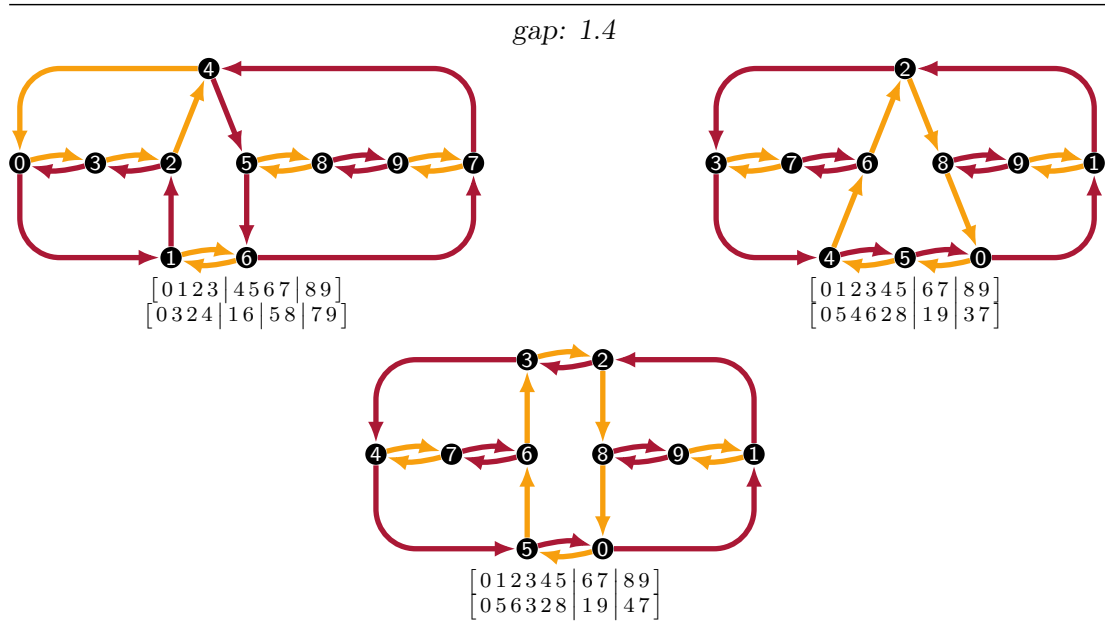 gap: 1.4
4
0 3 2 5 8 9 7
1 6
[0 1 2 3 | 4 5 6 7 | 8 9]
[0 3 2 4 | 1 6 | 5 8 | 7 9]
2
3 7 6 8 9 1
4 5 0
[0 1 2 3 4 5 | 6 7 | 8 9]
[0 5 4 6 2 8 | 1 9 | 3 7]
3 2
4 7 6 8 9 1
5 0
[0 1 2 3 4 5 | 6 7 | 8 9]
[0 5 6 3 2 8 | 1 9 | 4 7]